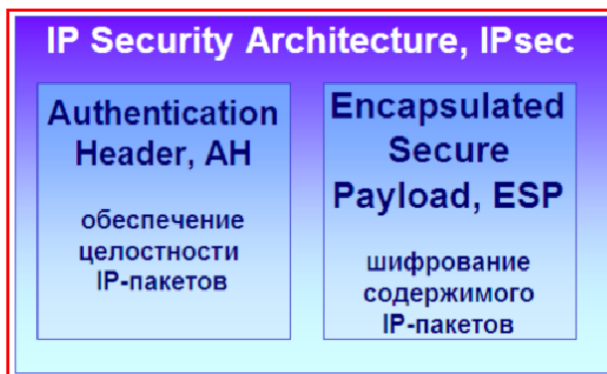 IP Security Architecture, IPsec
Authentication
Header, AH
обеспечение
целостности
IP-пакетов
Encapsulated
Secure
Payload, ESP
шифрование
содержимого
IP-пакетов